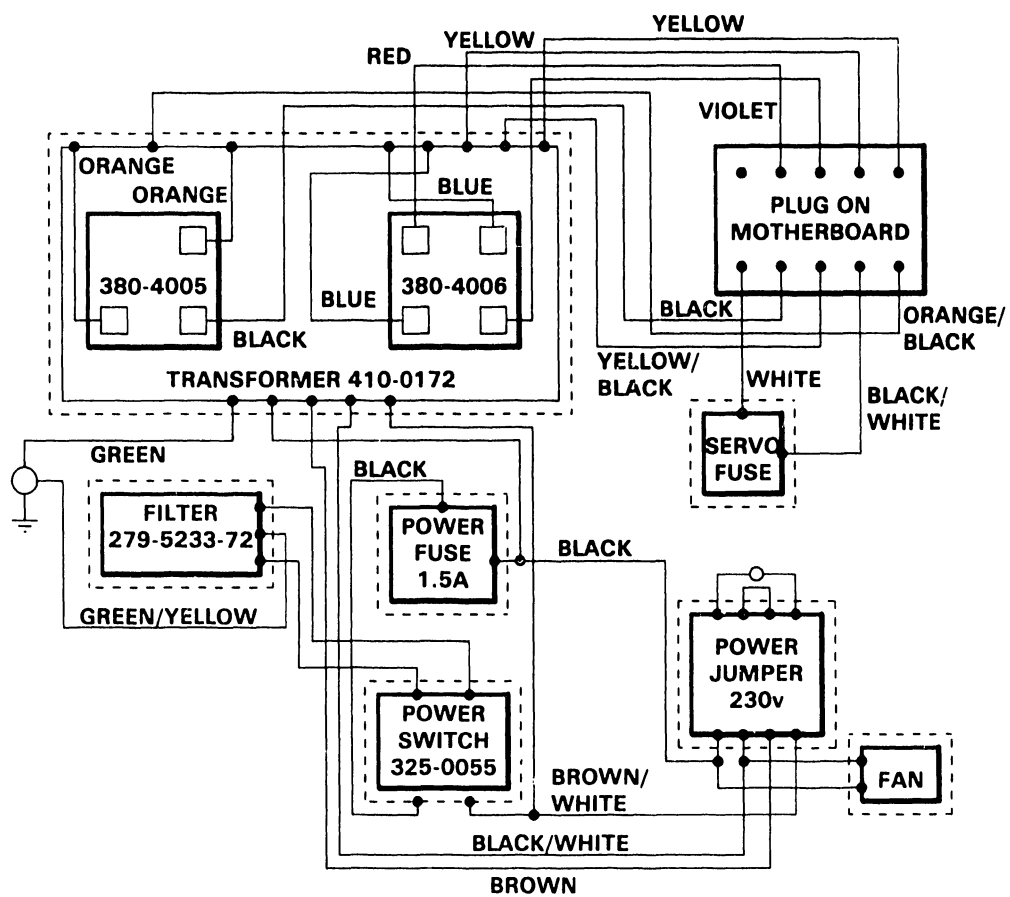 YELLOW
YELLOW
RED
VIOLET
ORANGE
ORANGE
BLUE
PLUG ON
MOTHERBOARD
380-4005
380-4006
BLUE
BLACK
BLACK
ORANGE/
BLACK
YELLOW/
BLACK
TRANSFORMER 410-0172
WHITE
BLACK/
WHITE
GREEN
SERVO
FUSE
BLACK
FILTER
279-5233-72
POWER
FUSE
1.5A
BLACK
GREEN/YELLOW
POWER
JUMPER
230v
POWER
SWITCH
325-0055
BROWN/
WHITE
FAN
BLACK/WHITE
BROWN